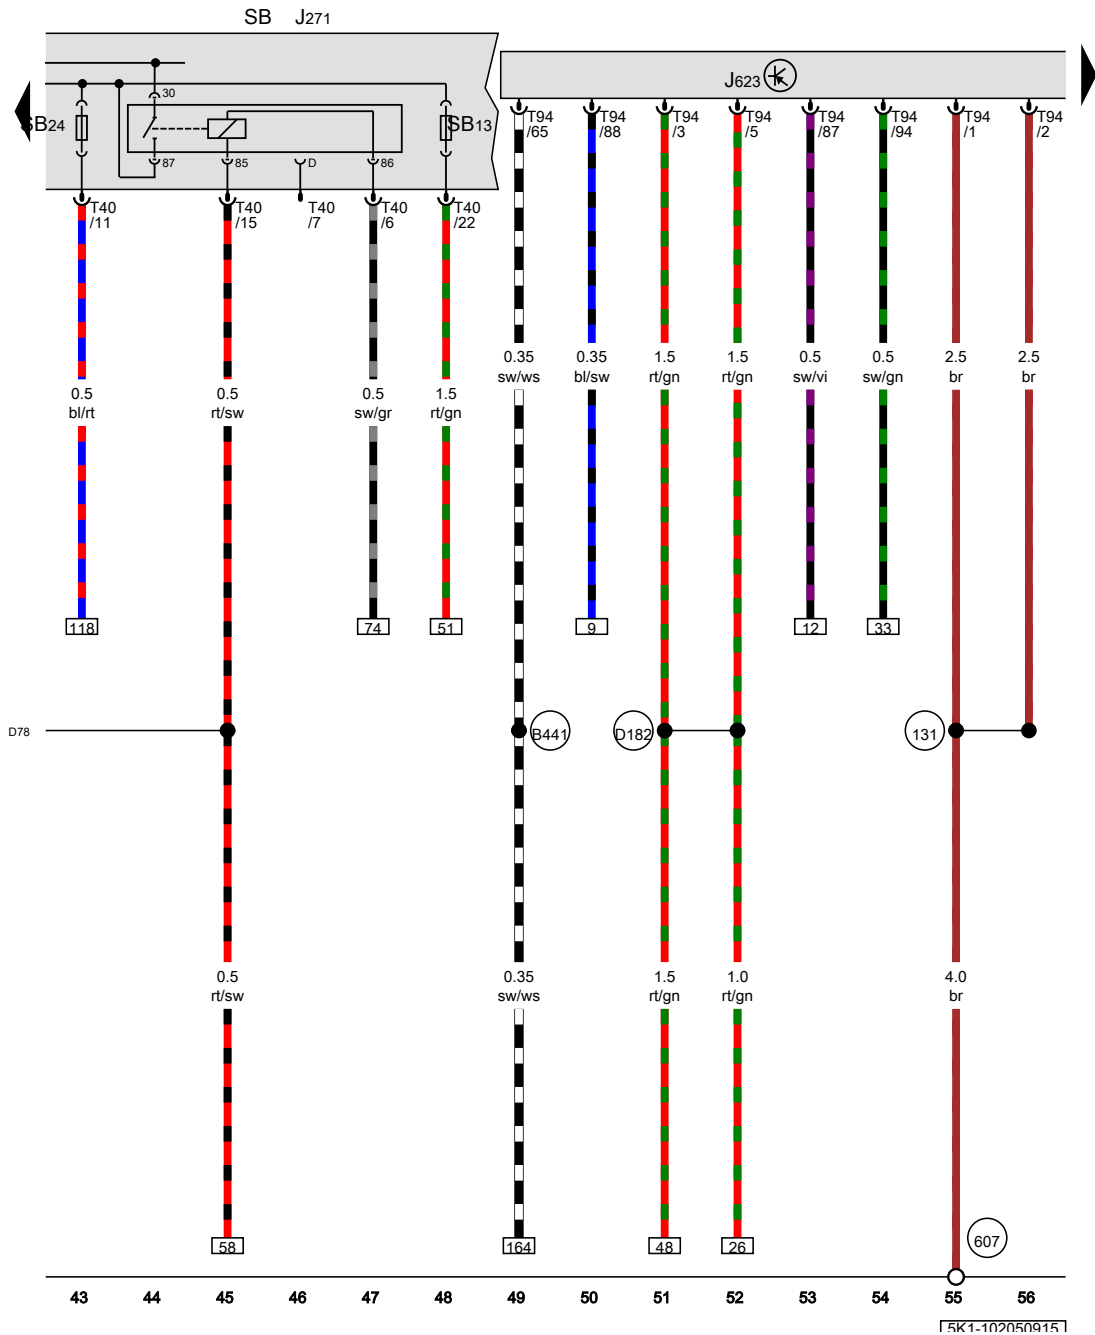 SB J271
J623
SB24
30
SB13
87
85
D
86
T40
/11
T40
/15
T40
/7
T40
/6
T40
/22
T94
/65
T94
/88
T94
/3
T94
/5
T94
/87
T94
/94
T94
/1
T94
/2
0.35
sw/ws
0.35
bl/sw
1.5
rt/gn
1.5
rt/gn
0.5
sw/vi
0.5
sw/gn
2.5
br
2.5
br
0.5
bl/rt
0.5
rt/sw
0.5
sw/gr
1.5
rt/gn
118
74
51
9
12
33
D78
B441
D182
131
0.5
rt/sw
0.35
sw/ws
1.5
rt/gn
1.0
rt/gn
4.0
br
58
164
48
26
607
43 44 45 46 47 48 49 50 51 52 53 54 55 56
5K1-102050915